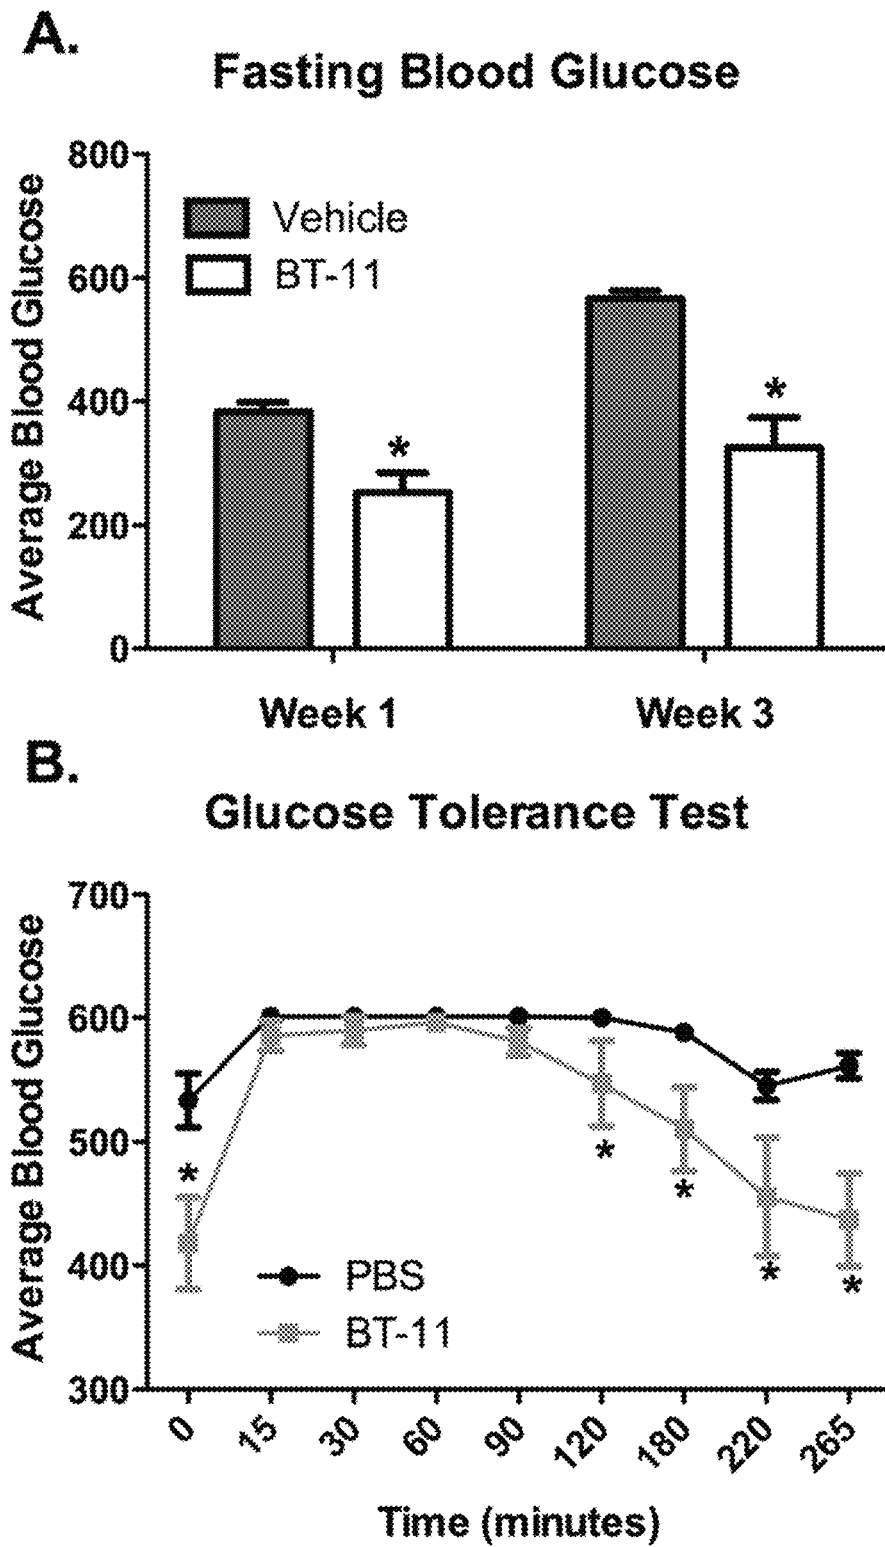 A.
Fasting Blood Glucose
Average Blood Glucose
800
600
400
200
0
Vehicle
BT-11
*
*
Week 1
Week 3
B.
Glucose Tolerance Test
Average Blood Glucose
700
600
500
400
300
*
*
*
*
*
PBS
BT-11
0
15
30
60
90
120
180
220
265
Time (minutes)